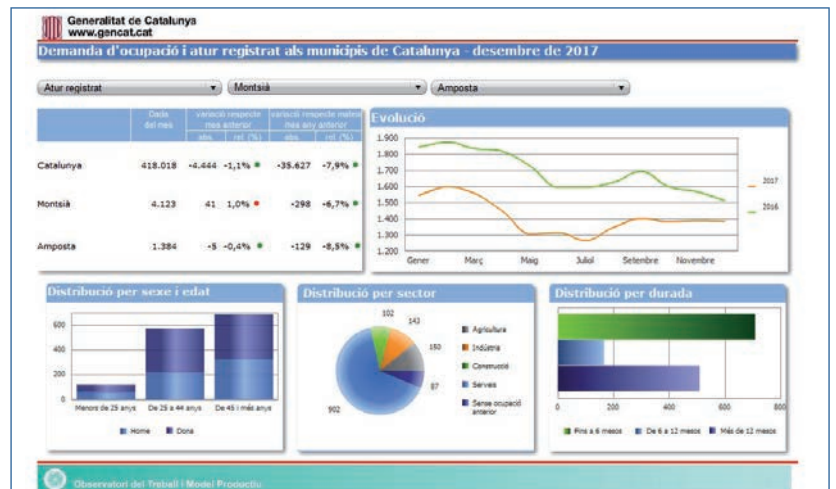 Generalitat de Catalunya
www.gencat.cat
Demanda d'ocupació i atur registrat als municipis de Catalunya - desembre de 2017
Atur registrat Montsià Amposta
Dada del mes variació respecte mes anterior variació respecte mateix mes any anterior
abs. rel. (%) abs. rel. (%)
Catalunya 418.018 -4.444 -1,1% -35.627 -7,9%
Montsià 4.123 41 1,0% -298 -6,7%
Amposta 1.384 -5 -0,4% -129 -8,5%
Evolució
1.900
1.800
1.700
1.600
1.500
1.400
1.300
1.200
Gener Març Maig Juliol Setembre Novembre
2017
2016
Distribució per sexe i edat
600
400
200
0
Menors de 25 anys De 25 a 44 anys De 45 i més anys
Home Dona
Distribució per sector
102
143
150
87
902
Agricultura
Indústria
Construcció
Serveis
Sense ocupació anterior
Distribució per durada
0 200 400 600 800
Fins a 6 mesos De 6 a 12 mesos Més de 12 mesos
Observatori del Treball i Model Productiu